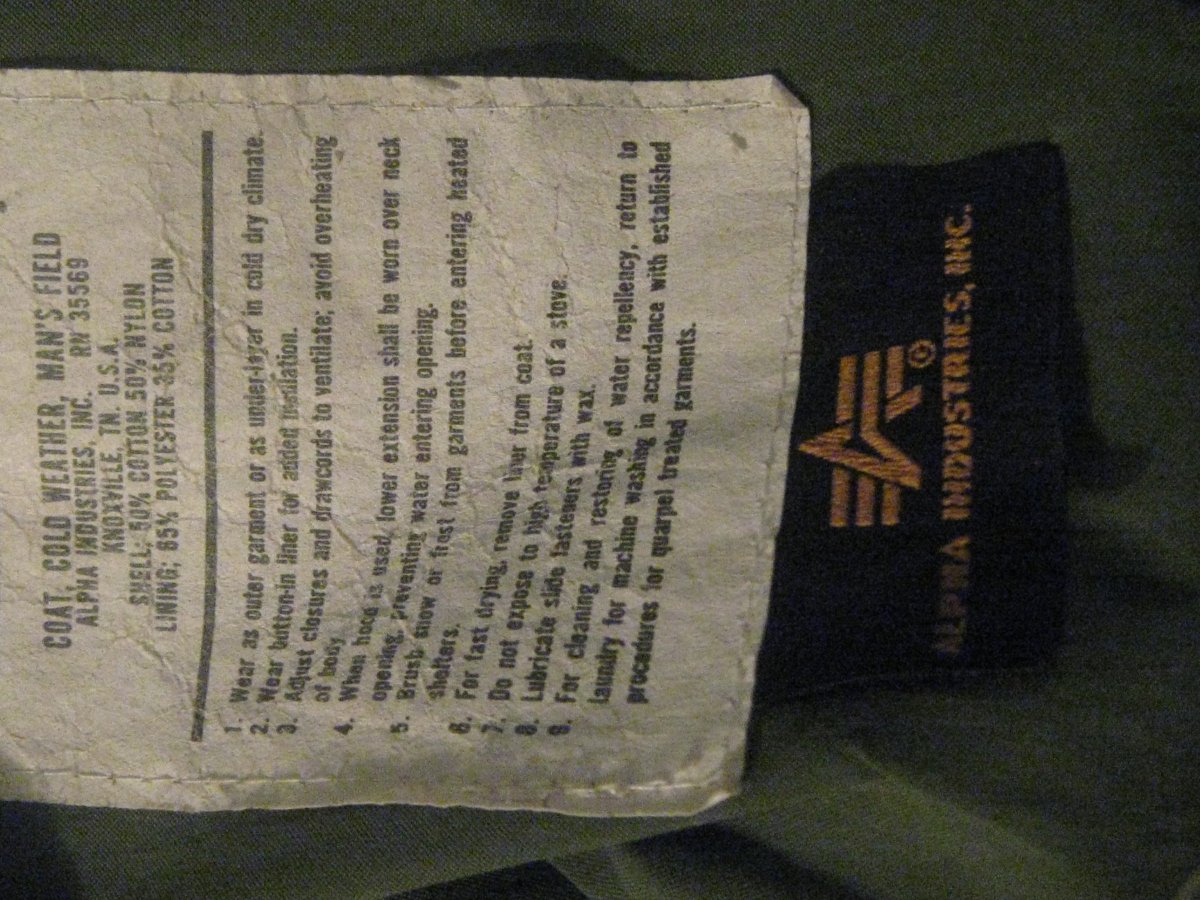 COAT, COLD WEATHER, MAN'S FIELD
ALPHA INDUSTRIES, INC. RN 35569
KNOXVILLE, TN. U.S.A.
SHELL: 50% COTTON 50% NYLON
LINING; 65% POLYESTER 35% COTTON
1. Wear as outer garment or as under-layer in cold dry climate.
2. Wear button-in liner for added insulation.
3. Adjust closures and drawcords to ventilate; avoid overheating
of body.
4. When hood is used, lower extension shall be worn over neck
opening, preventing water entering opening.
5. Brush snow or frost from garments before entering heated
shelters.
6. For fast drying, remove liner from coat.
7. Do not expose to high temperature of a stove.
8. Lubricate slide fasteners with wax.
9. For cleaning and restoring of water repellency, return to
laundry for machine washing in accordance with established
procedures for quarpel treated garments.
®
ALPHA INDUSTRIES, INC.